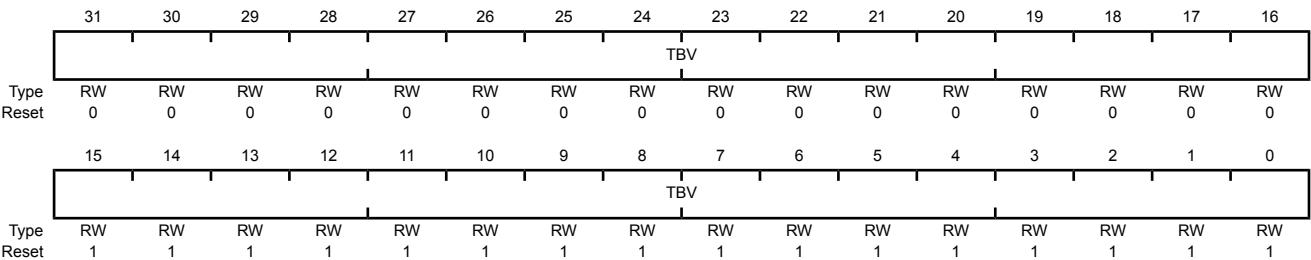 31 30 29 28 27 26 25 24 23 22 21 20 19 18 17 16
TBV
Type RW RW RW RW RW RW RW RW RW RW RW RW RW RW RW RW
Reset 0 0 0 0 0 0 0 0 0 0 0 0 0 0 0 0
15 14 13 12 11 10 9 8 7 6 5 4 3 2 1 0
TBV
Type RW RW RW RW RW RW RW RW RW RW RW RW RW RW RW RW
Reset 1 1 1 1 1 1 1 1 1 1 1 1 1 1 1 1